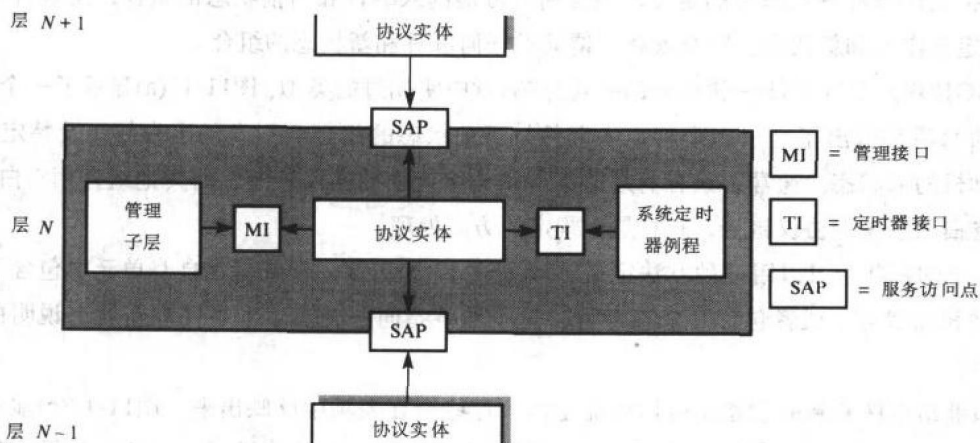 层 N+1
协议实体
SAP
MI = 管理接口
层 N
管理
子层
MI
协议实体
TI
系统定时
器例程
TI = 定时器接口
SAP = 服务访问点
SAP
层 N-1
协议实体